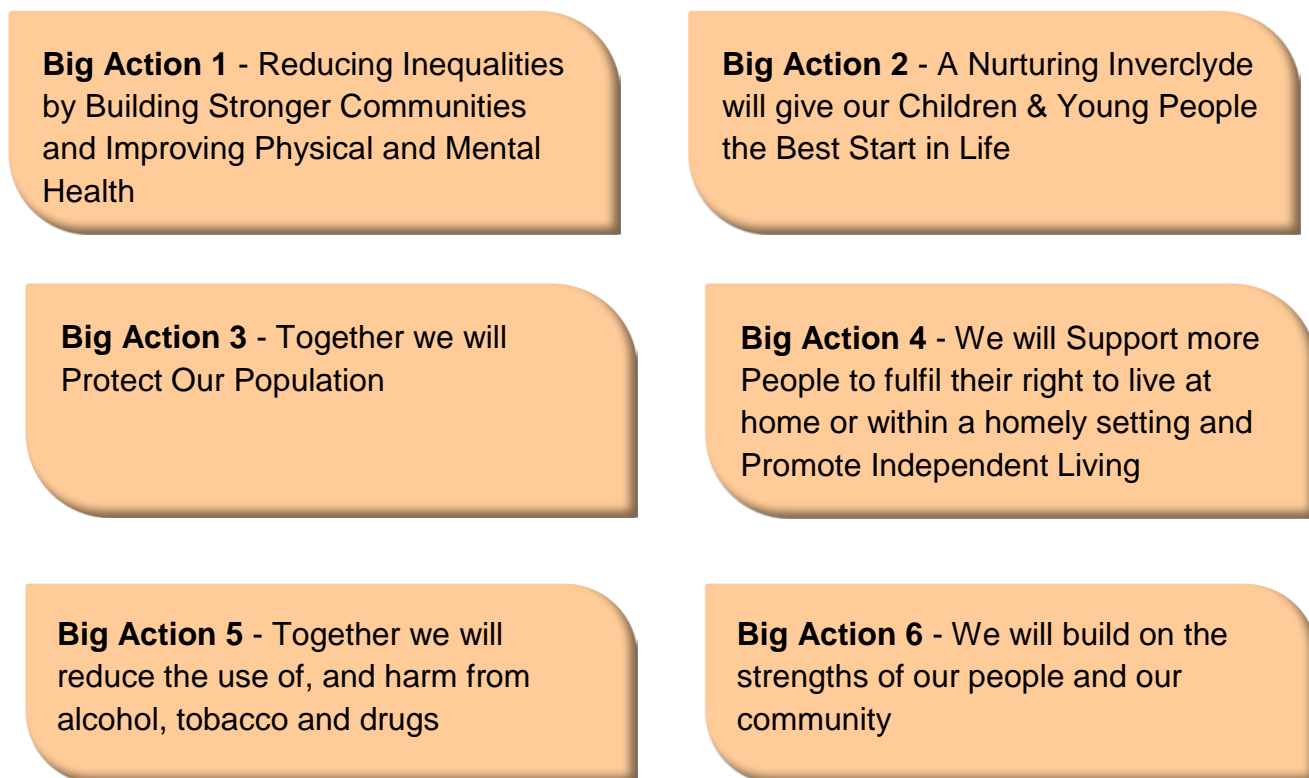 Big Action 1 - Reducing Inequalities
by Building Stronger Communities
and Improving Physical and Mental
Health
Big Action 2 - A Nurturing Inverclyde
will give our Children & Young People
the Best Start in Life
Big Action 3 - Together we will
Protect Our Population
Big Action 4 - We will Support more
People to fulfil their right to live at
home or within a homely setting and
Promote Independent Living
Big Action 5 - Together we will
reduce the use of, and harm from
alcohol, tobacco and drugs
Big Action 6 - We will build on the
strengths of our people and our
community